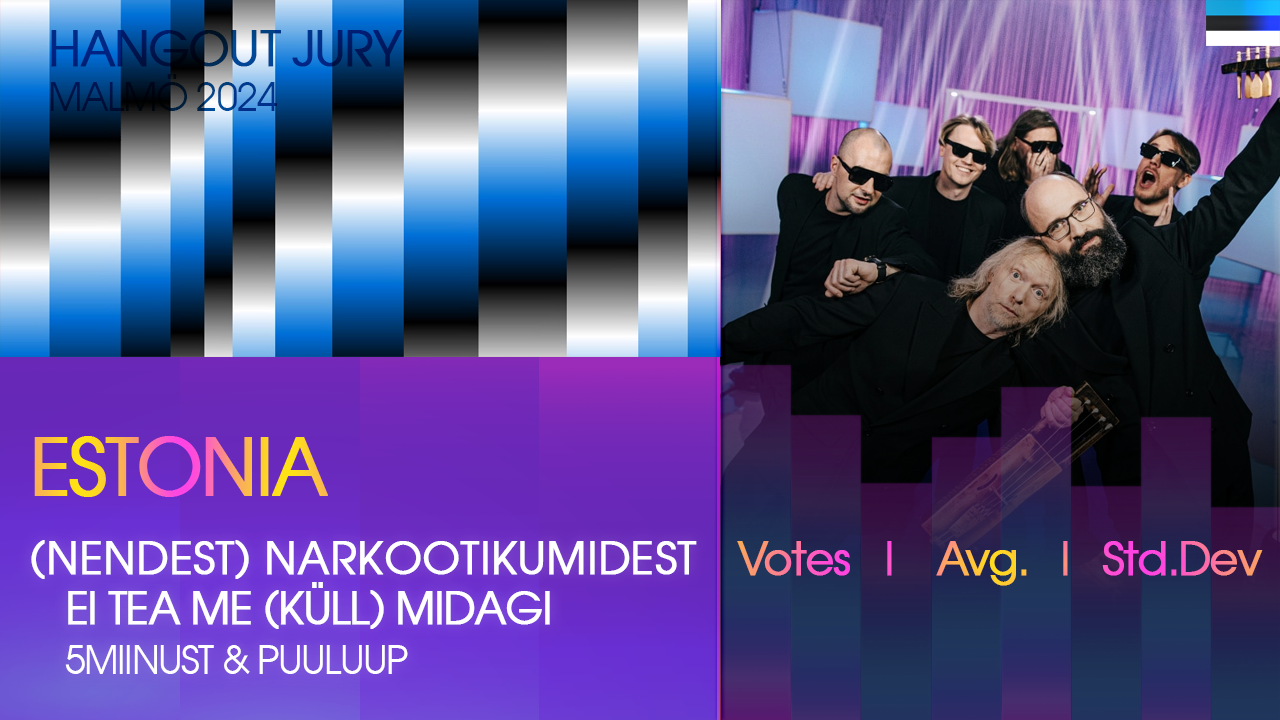 HANGOUT JURY
MALMÖ 2024
ESTONIA
(NENDEST) NARKOOTIKUMIDEST
EI TEA ME (KÜLL) MIDAGI
5MIINUST & PUULUUP
Votes | Avg. | Std.Dev